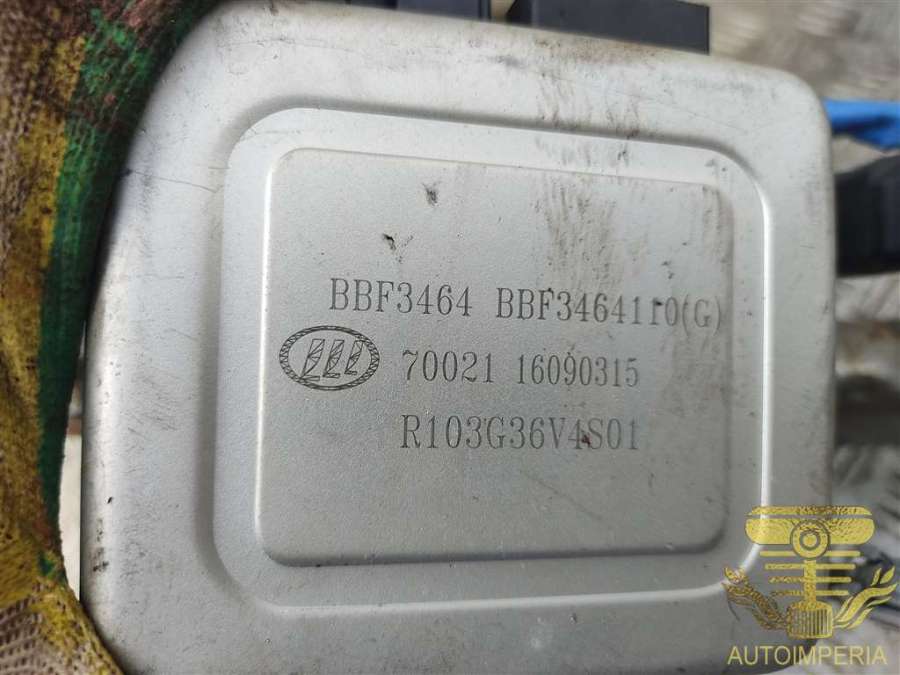 BBF3464 BBF3464110(G)
70021 16090315
R103G36V4S01
AUTOIMPERIA